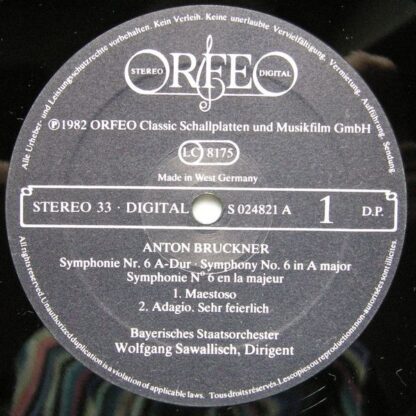 Alle Urheber- und Leistungsschutzrechte vorbehalten. Kein Verleih. Keine unerlaubte Vervielfältigung, Vermietung, Aufführung, Sendung
STEREO ORFEO DIGITAL
Ⓟ1982 ORFEO Classic Schallplatten und Musikfilm GmbH
LC 8175
Made in West Germany
STEREO 33 · DIGITAL S 024821 A 1 D.P.
ANTON BRUCKNER
Symphonie Nr. 6 A-Dur · Symphony No. 6 in A major
Symphonie N° 6 en la majeur
1. Maestoso
2. Adagio. Sehr feierlich
Bayerisches Staatsorchester
Wolfgang Sawallisch, Dirigent
All rights reserved. Unauthorized duplication is a violation of applicable laws. Tous droits réservés. Les copies ou reproductions non-autorisées sont illicites.